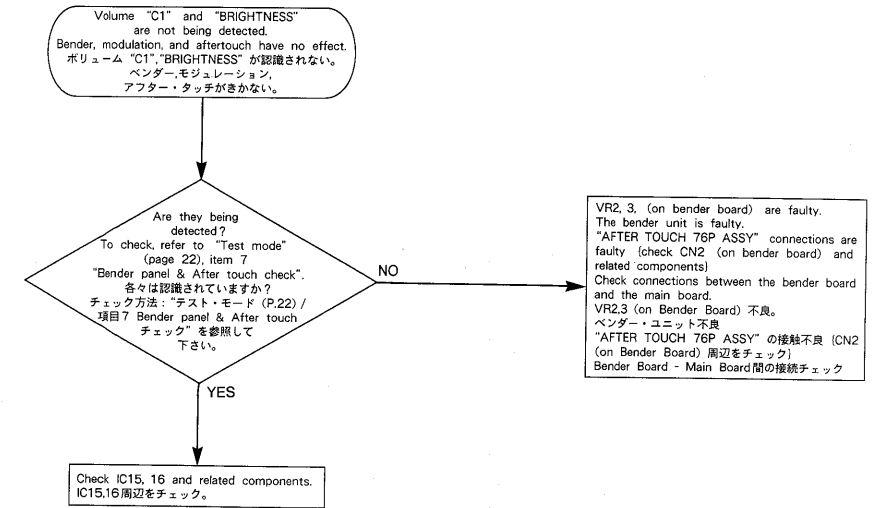 Volume "C1" and "BRIGHTNESS"
are not being detected.
Bender, modulation, and aftertouch have no effect.
ボリューム "C1","BRIGHTNESS" が認識されない。
ベンダー,モジュレーション,
アフター・タッチがきかない。
Are they being
detected?
To check, refer to "Test mode"
(page 22), item 7
"Bender panel & After touch check".
各々は認識されていますか?
チェック方法:"テスト・モード (P.22) /
項目7 Bender panel & After touch
チェック" を参照して
下さい。
NO
VR2, 3, (on bender board) are faulty.
The bender unit is faulty.
"AFTER TOUCH 76P ASSY" connections are
faulty {check CN2 (on bender board) and
related components}
Check connections between the bender board
and the main board.
VR2,3 (on Bender Board) 不良。
ベンダー・ユニット不良
"AFTER TOUCH 76P ASSY" の接触不良 {CN2
(on Bender Board) 周辺をチェック}
Bender Board - Main Board間の接続チェック
YES
Check IC15, 16 and related components.
IC15,16周辺をチェック。